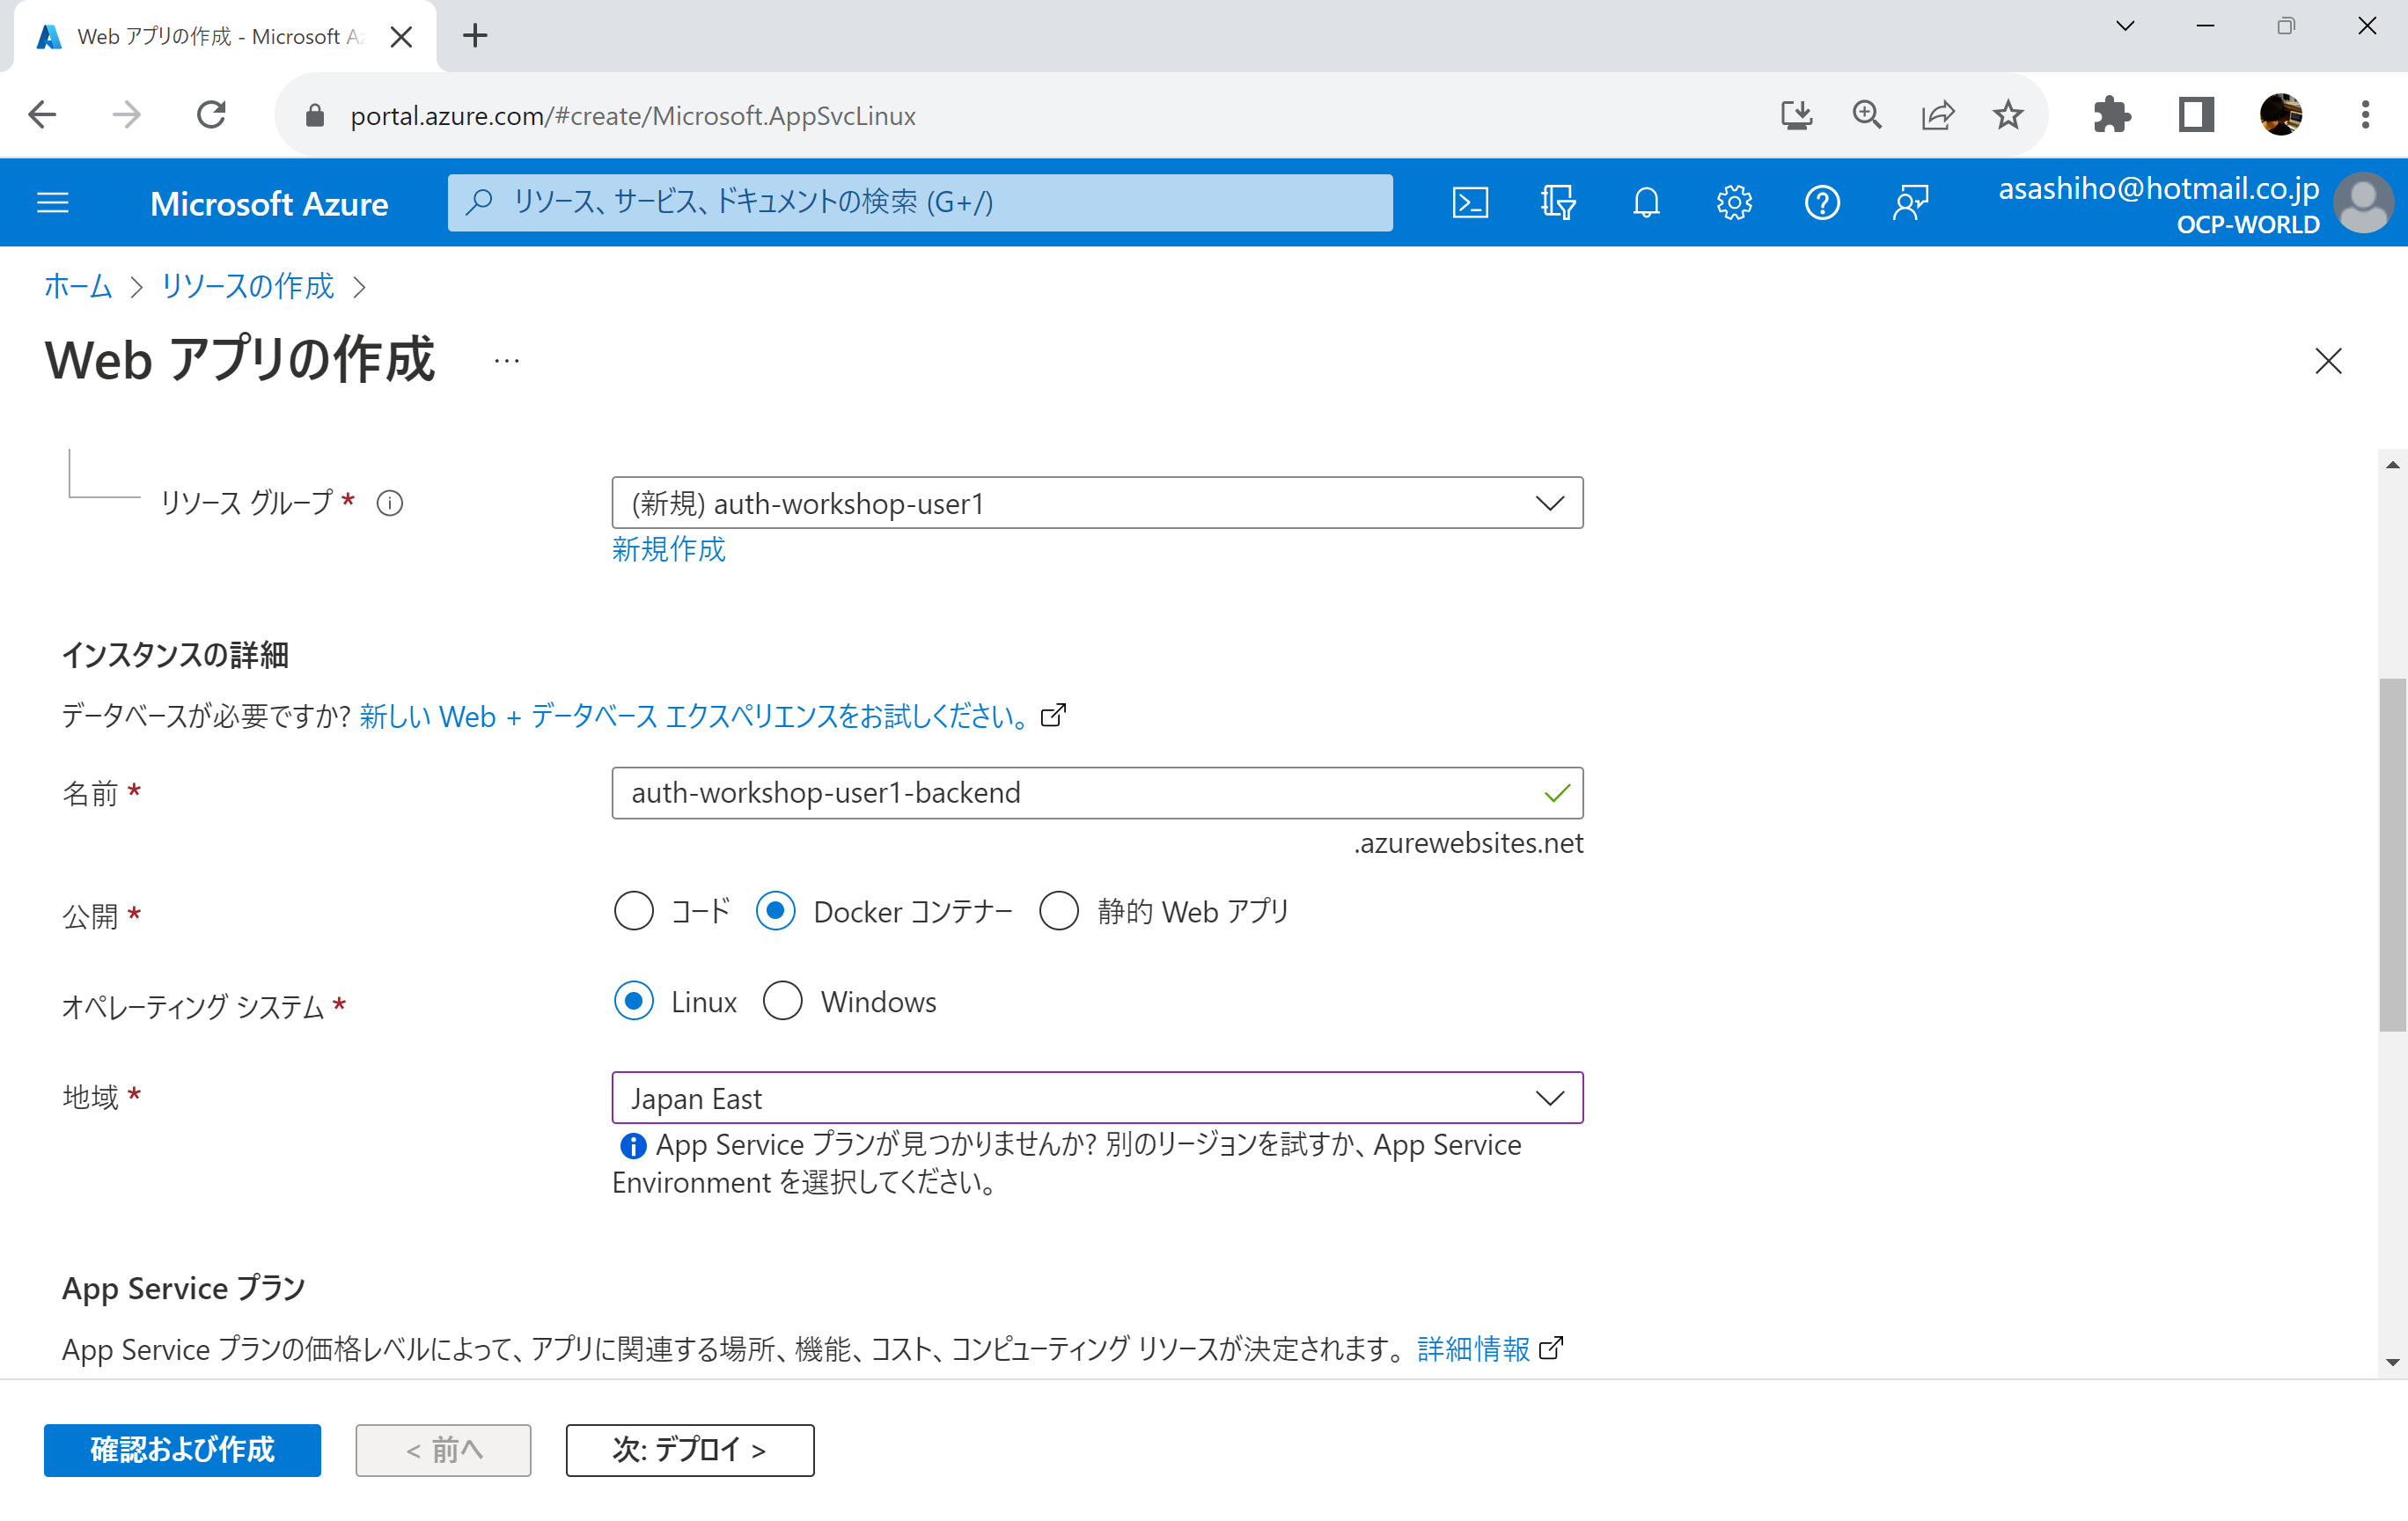 Web アプリの作成 - Microsoft A
portal.azure.com/#create/Microsoft.AppSvcLinux
Microsoft Azure
リソース、サービス、ドキュメントの検索 (G+/)
asashiho@hotmail.co.jp
OCP-WORLD
ホーム > リソースの作成 >
Web アプリの作成 ...
リソース グループ *
(新規) auth-workshop-user1
新規作成
インスタンスの詳細
データベースが必要ですか? 新しい Web + データベース エクスペリエンスをお試しください。
名前 *
auth-workshop-user1-backend
.azurewebsites.net
公開 *
コード Docker コンテナー 静的 Web アプリ
オペレーティング システム *
Linux Windows
地域 *
Japan East
App Service プランが見つかりませんか? 別のリージョンを試すか、App Service
Environment を選択してください。
App Service プラン
App Service プランの価格レベルによって、アプリに関連する場所、機能、コスト、コンピューティング リソースが決定されます。 詳細情報
確認および作成
< 前へ
次: デプロイ >